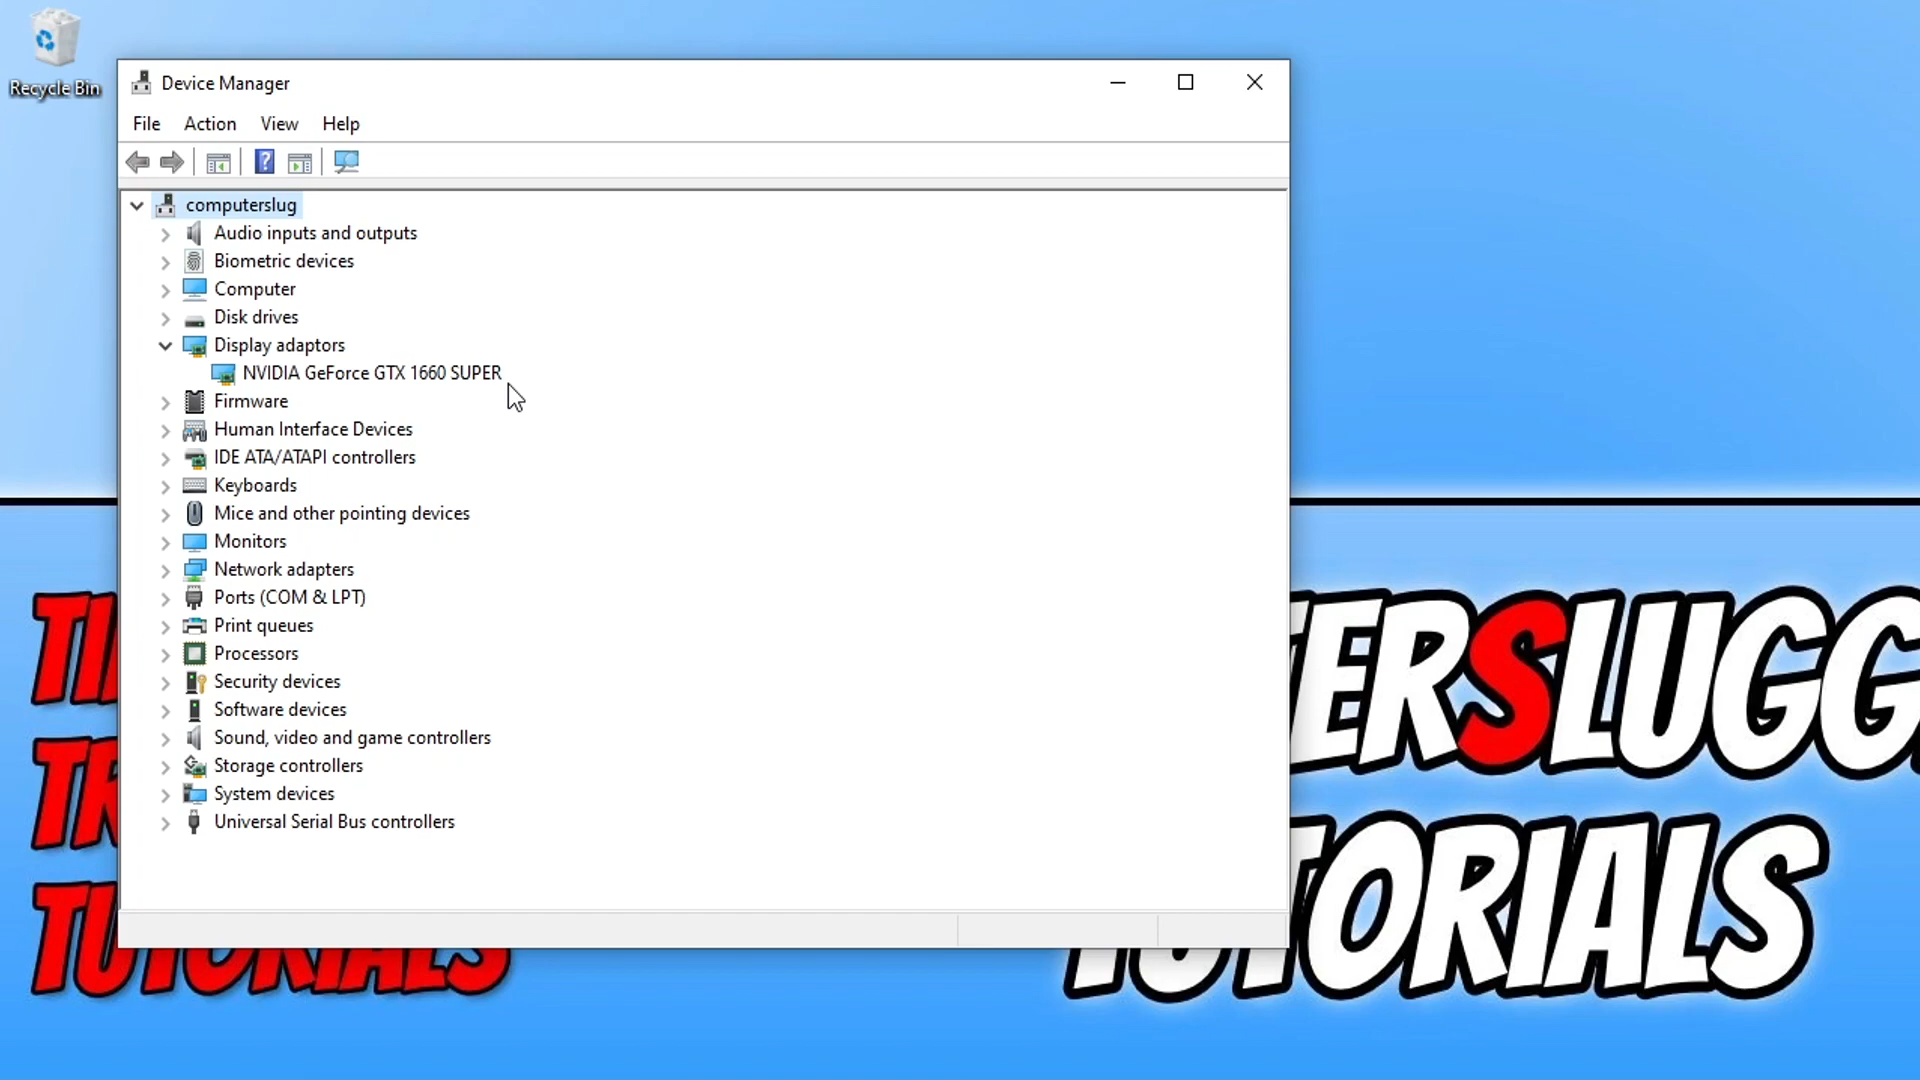 Recycle Bin
Device Manager
File Action View Help
computerslug
Audio inputs and outputs
Biometric devices
Computer
Disk drives
Display adaptors
NVIDIA GeForce GTX 1660 SUPER
Firmware
Human Interface Devices
IDE ATA/ATAPI controllers
Keyboards
Mice and other pointing devices
Monitors
Network adapters
Ports (COM & LPT)
Print queues
Processors
Security devices
Software devices
Sound, video and game controllers
Storage controllers
System devices
Universal Serial Bus controllers
TUTORIALS
TERSLUGG
TUTORIALS